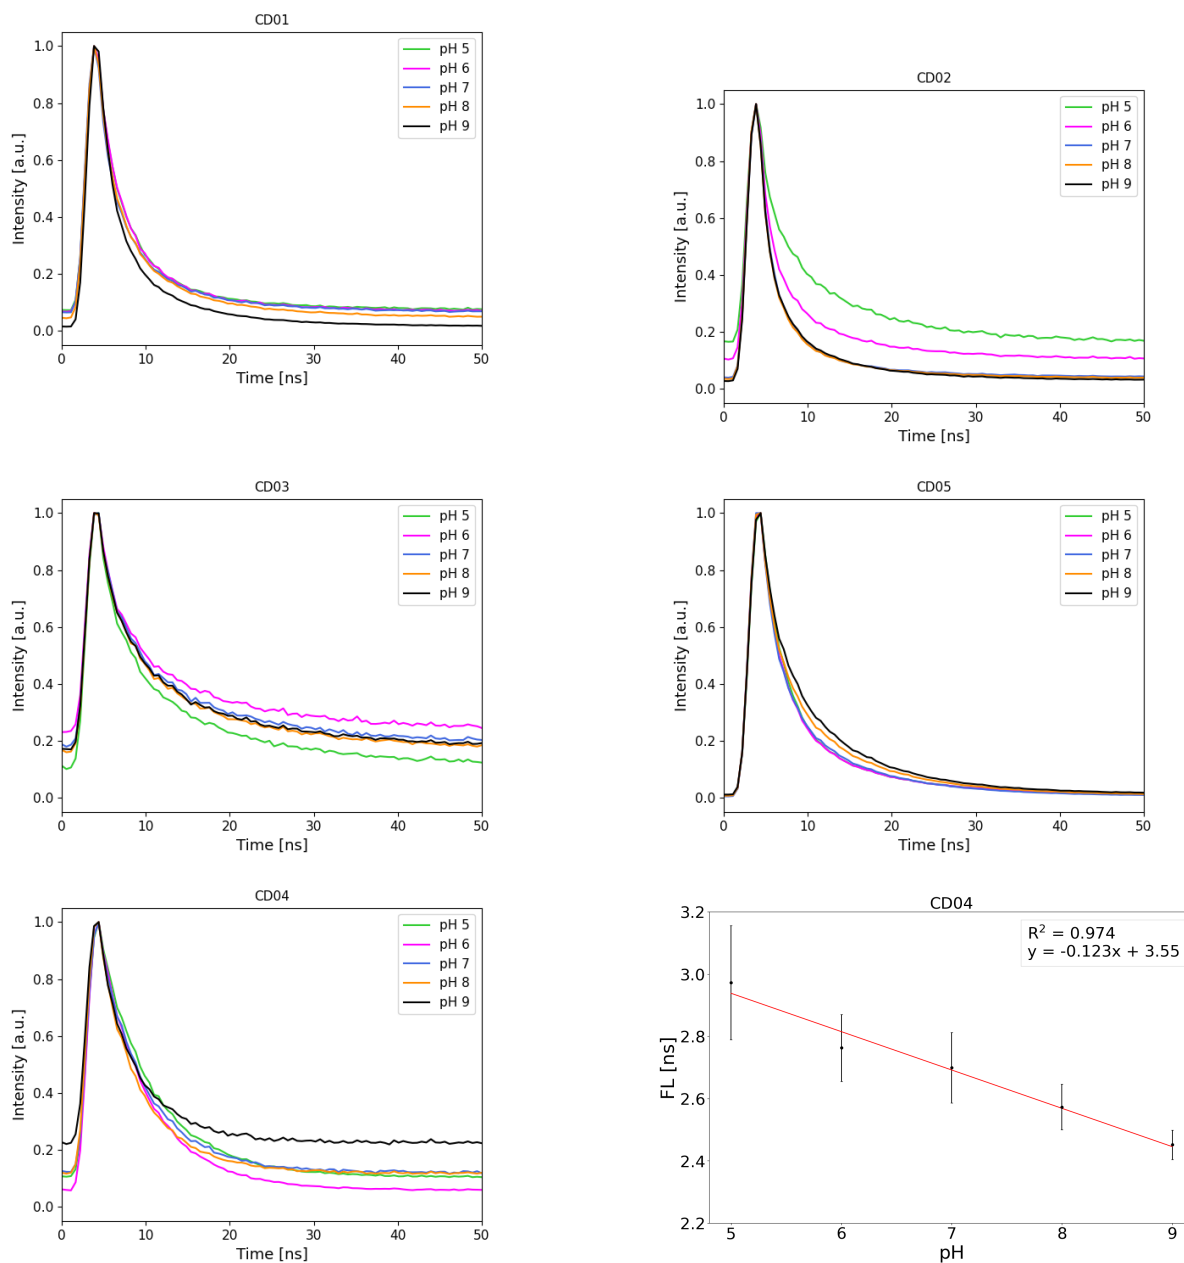 CD01
Intensity [a.u.]
1.0
0.8
0.6
0.4
0.2
0.0
pH 5
pH 6
pH 7
pH 8
pH 9
0 10 20 30 40 50
Time [ns]
CD02
Intensity [a.u.]
1.0
0.8
0.6
0.4
0.2
0.0
pH 5
pH 6
pH 7
pH 8
pH 9
0 10 20 30 40 50
Time [ns]
CD03
Intensity [a.u.]
1.0
0.8
0.6
0.4
0.2
0.0
pH 5
pH 6
pH 7
pH 8
pH 9
0 10 20 30 40 50
Time [ns]
CD05
Intensity [a.u.]
1.0
0.8
0.6
0.4
0.2
0.0
pH 5
pH 6
pH 7
pH 8
pH 9
0 10 20 30 40 50
Time [ns]
CD04
Intensity [a.u.]
1.0
0.8
0.6
0.4
0.2
0.0
pH 5
pH 6
pH 7
pH 8
pH 9
0 10 20 30 40 50
Time [ns]
CD04
FL [ns]
3.2
3.0
2.8
2.6
2.4
2.2
R² = 0.974
y = -0.123x + 3.55
5 6 7 8 9
pH